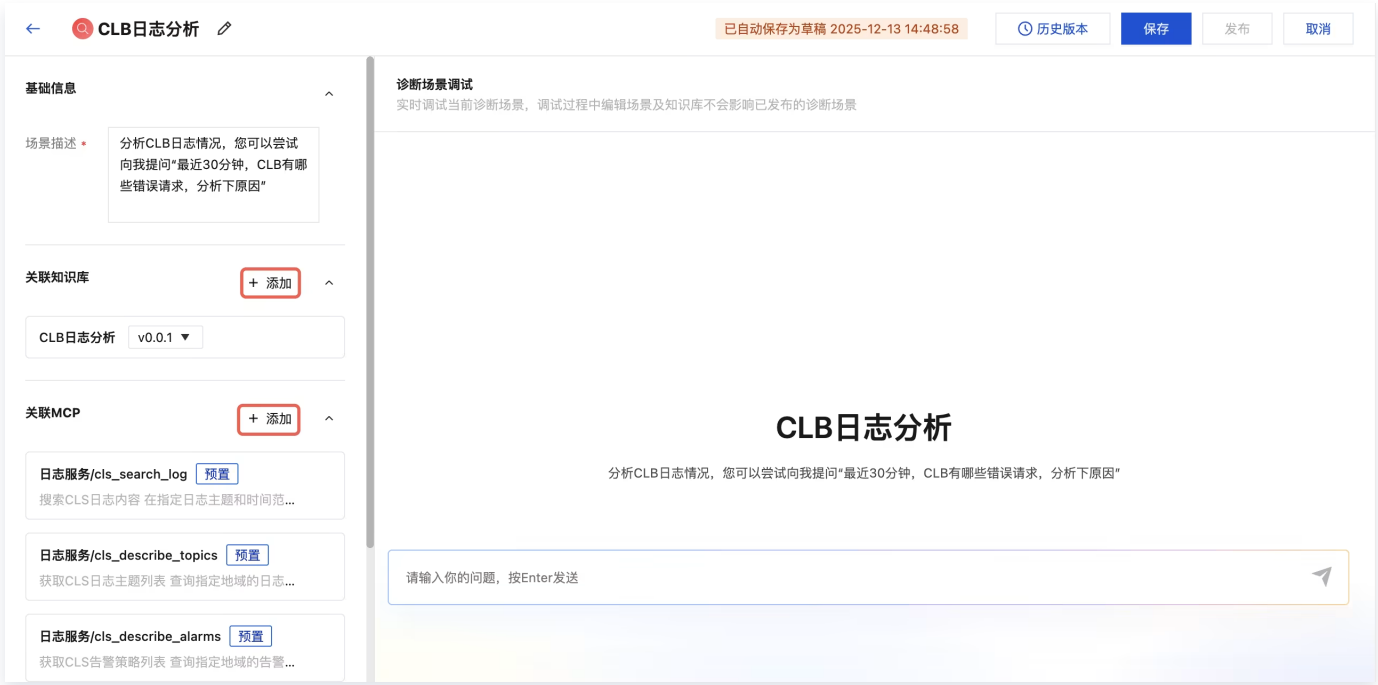 CLB日志分析
已自动保存为草稿 2025-12-13 14:48:58
历史版本
保存
发布
取消
基础信息
场景描述 *
分析CLB日志情况，您可以尝试
向我提问“最近30分钟，CLB有哪
些错误请求，分析下原因”
关联知识库
+ 添加
CLB日志分析 v0.0.1 ▼
关联MCP
+ 添加
日志服务/cls_search_log 预置
搜索CLS日志内容 在指定日志主题和时间范...
日志服务/cls_describe_topics 预置
获取CLS日志主题列表 查询指定地域的日志...
日志服务/cls_describe_alarms 预置
获取CLS告警策略列表 查询指定地域的告警...
诊断场景调试
实时调试当前诊断场景，调试过程中编辑场景及知识库不会影响已发布的诊断场景
CLB日志分析
分析CLB日志情况，您可以尝试向我提问“最近30分钟，CLB有哪些错误请求，分析下原因”
请输入你的问题，按Enter发送